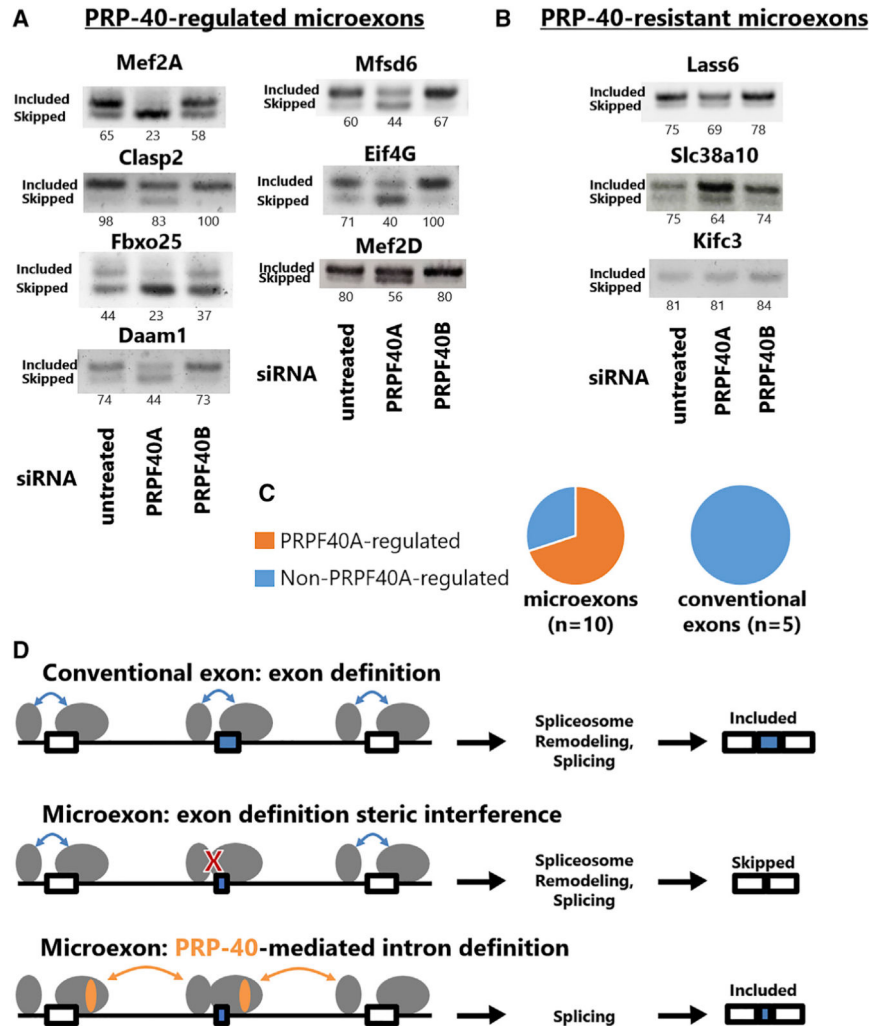 A
PRP-40-regulated microexons
Mef2A
Included
Skipped
65 23 58
Clasp2
Included
Skipped
98 83 100
Fbxo25
Included
Skipped
44 23 37
Daam1
Included
Skipped
74 44 73
siRNA
untreated
PRPF40A
PRPF40B
Mfsd6
Included
Skipped
60 44 67
Eif4G
Included
Skipped
71 40 100
Mef2D
Included
Skipped
80 56 80
siRNA
untreated
PRPF40A
PRPF40B
B
PRP-40-resistant microexons
Lass6
Included
Skipped
75 69 78
Slc38a10
Included
Skipped
75 64 74
Kifc3
Included
Skipped
81 81 84
siRNA
untreated
PRPF40A
PRPF40B
C
PRPF40A-regulated
Non-PRPF40A-regulated
microexons
(n=10)
conventional
exons (n=5)
D
Conventional exon: exon definition
Spliceosome
Remodeling,
Splicing
Included
Microexon: exon definition steric interference
X
Spliceosome
Remodeling,
Splicing
Skipped
Microexon: PRP-40-mediated intron definition
Splicing
Included